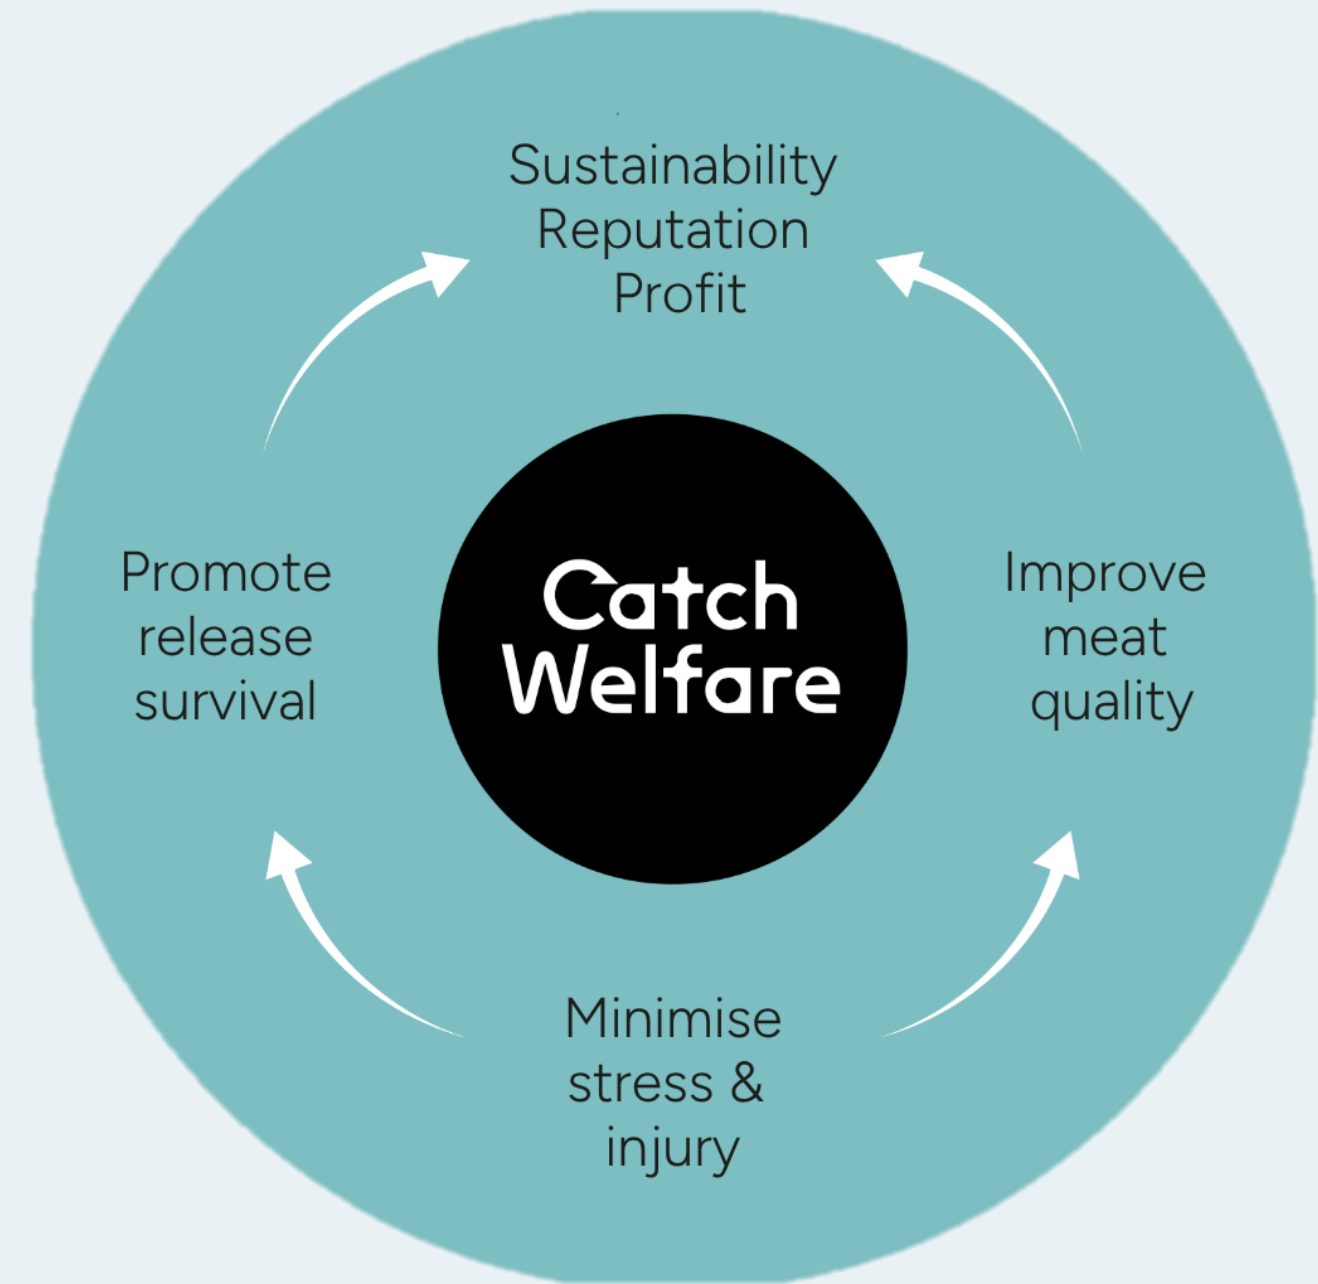 Sustainability
Reputation
Profit
Promote
release
survival
Catch
Welfare
Improve
meat
quality
Minimise
stress &
injury